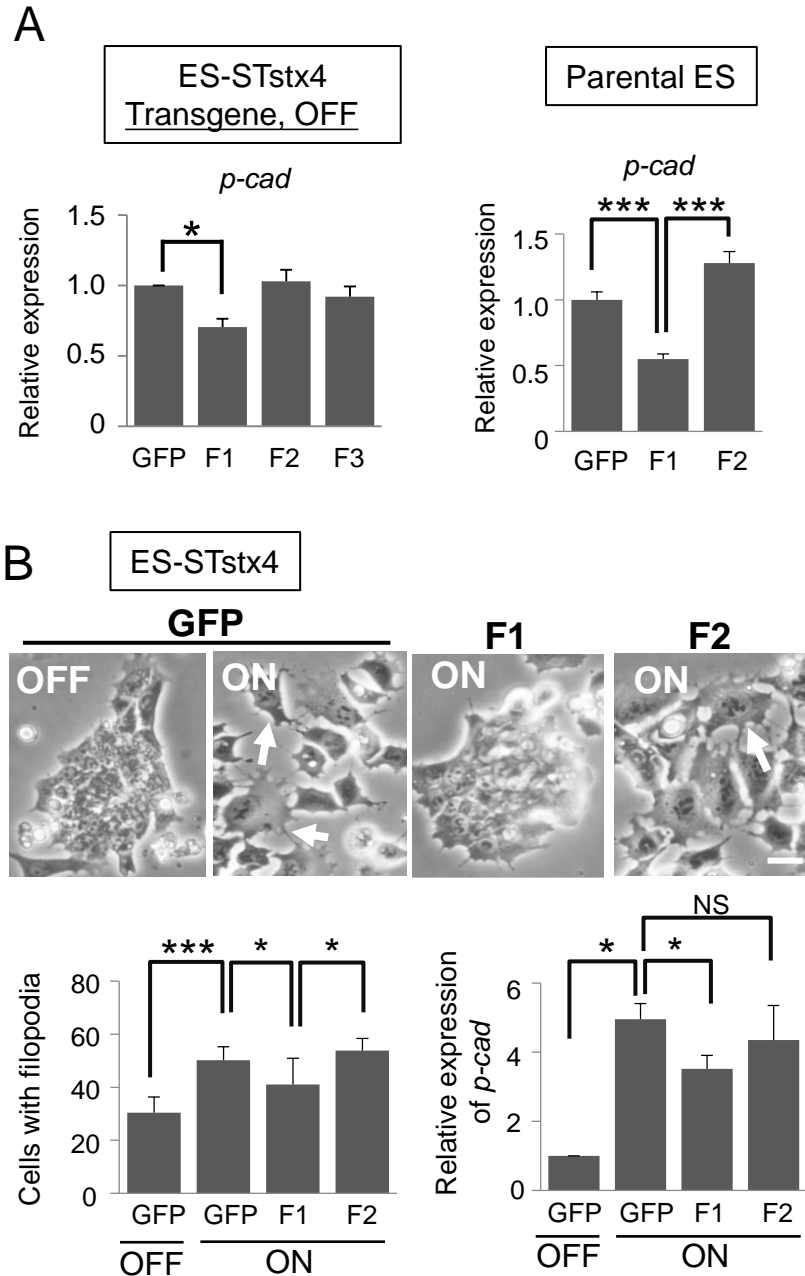 A
ES-STstx4
Transgene, OFF
p-cad
Relative expression
1.5
1.0
0.5
0
*
GFP F1 F2 F3
Parental ES
p-cad
Relative expression
1.5
1.0
0.5
0
*** ***
GFP F1 F2
B
ES-STstx4
GFP F1 F2
OFF ON ON ON
Cells with filopodia
80
60
40
20
0
*** * *
GFP GFP F1 F2
OFF ON
Relative expression
of p-cad
6
4
2
0
NS
* *
GFP GFP F1 F2
OFF ON